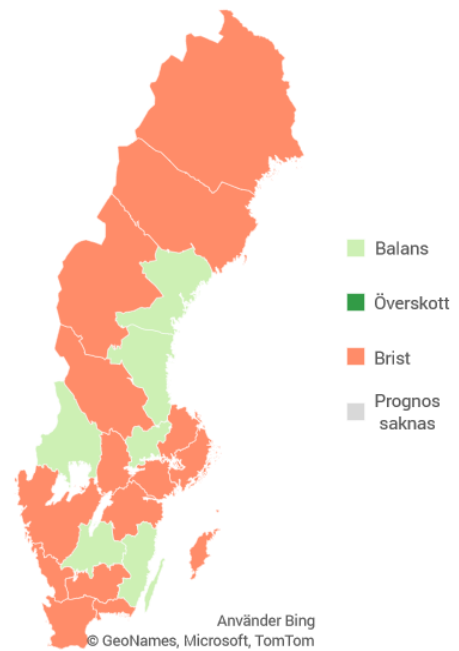 Balans
Överskott
Brist
Prognos
saknas
Använder Bing
© GeoNames, Microsoft, TomTom